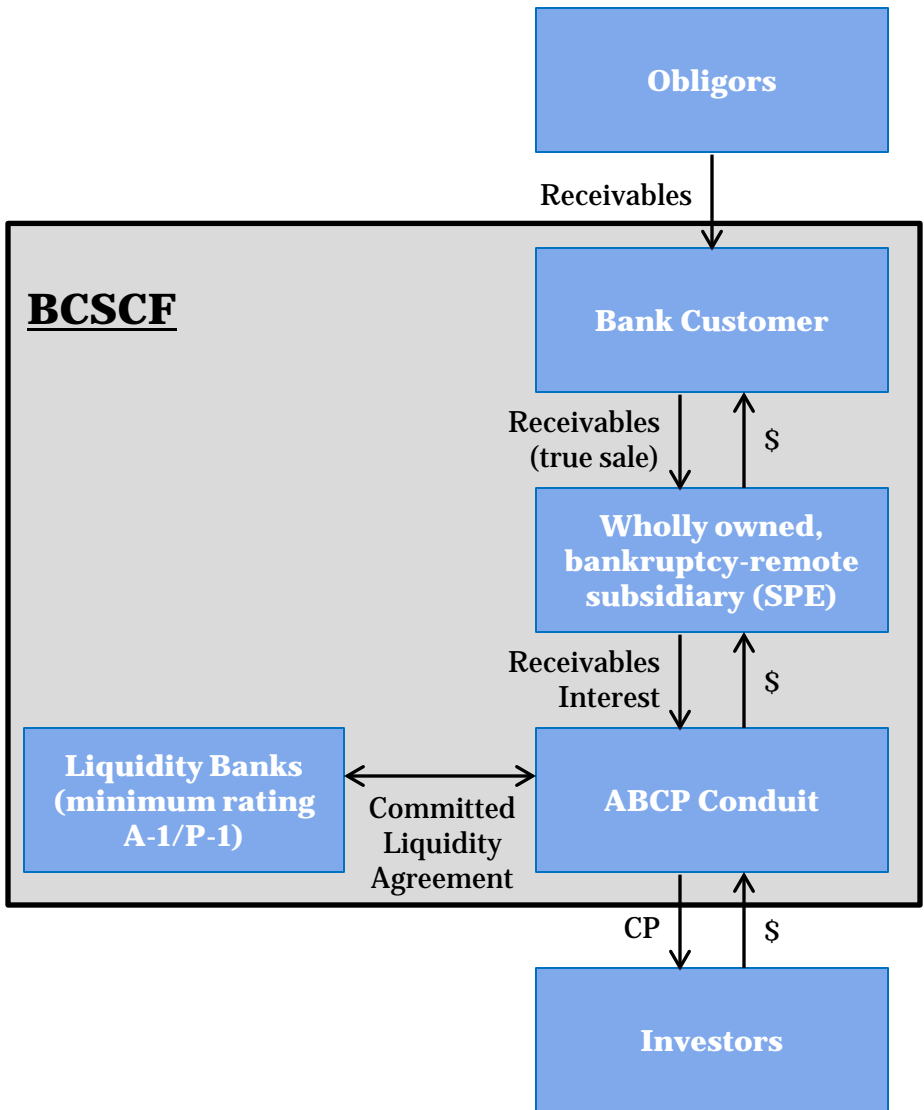 Obligors
Receivables
BCSCF
Bank Customer
Receivables
(true sale)
$
Wholly owned,
bankruptcy-remote
subsidiary (SPE)
Receivables
Interest
$
Liquidity Banks
(minimum rating
A-1/P-1)
Committed
Liquidity
Agreement
ABCP Conduit
CP
$
Investors